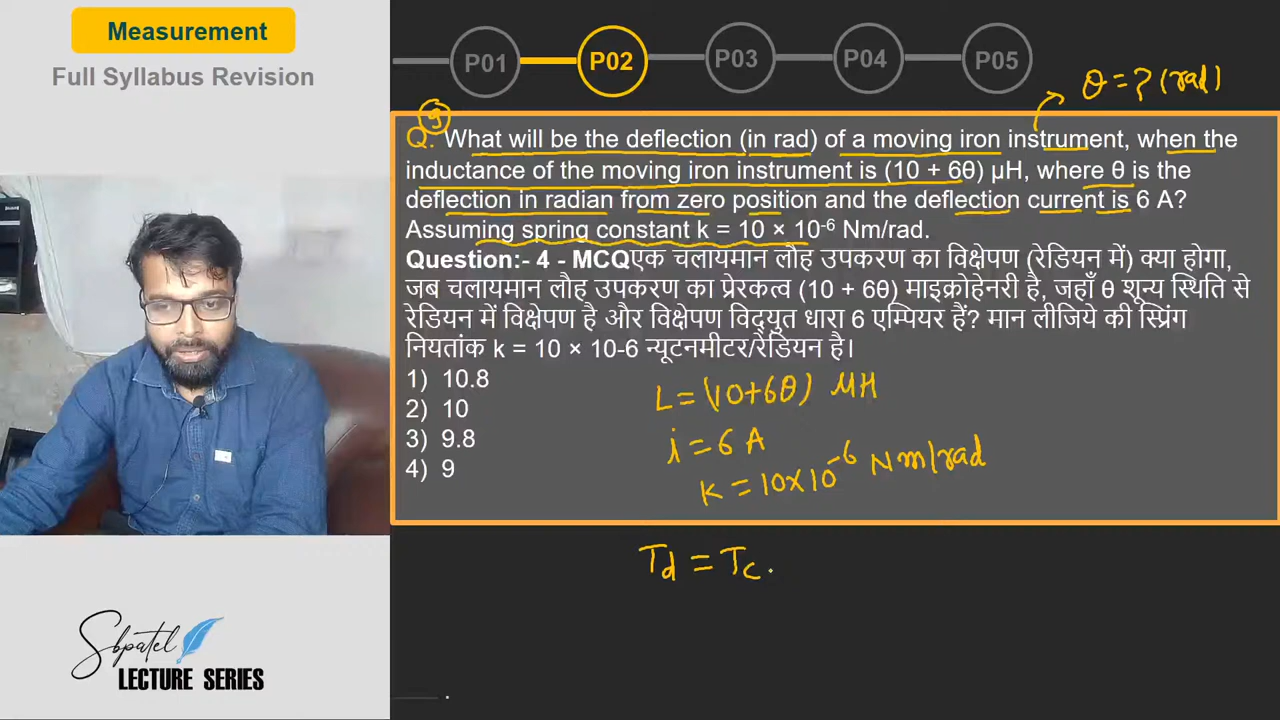 Measurement
Full Syllabus Revision
P01 P02 P03 P04 P05
θ = ? (rad)
Q. 9
What will be the deflection (in rad) of a moving iron instrument, when the
inductance of the moving iron instrument is (10 + 6θ) μH, where θ is the
deflection in radian from zero position and the deflection current is 6 A?
Assuming spring constant k = 10 × 10-⁶ Nm/rad.
Question:- 4 - MCQएक चलायमान लौह उपकरण का विक्षेपण (रेडियन में) क्या होगा,
जब चलायमान लौह उपकरण का प्रेरकत्व (10 + 6θ) माइक्रोहेनरी है, जहाँ θ शून्य स्थिति से
रेडियन में विक्षेपण है और विक्षेपण विद्युत धारा 6 एम्पियर हैं? मान लीजिये की स्प्रिंग
नियतांक k = 10 × 10-6 न्यूटनमीटर/रेडियन है।
1) 10.8
2) 10
3) 9.8
4) 9
L = (10+6θ) μH
i = 6 A
K = 10×10⁻⁶ Nm/rad
Td = Tc
Sbpatel
LECTURE SERIES